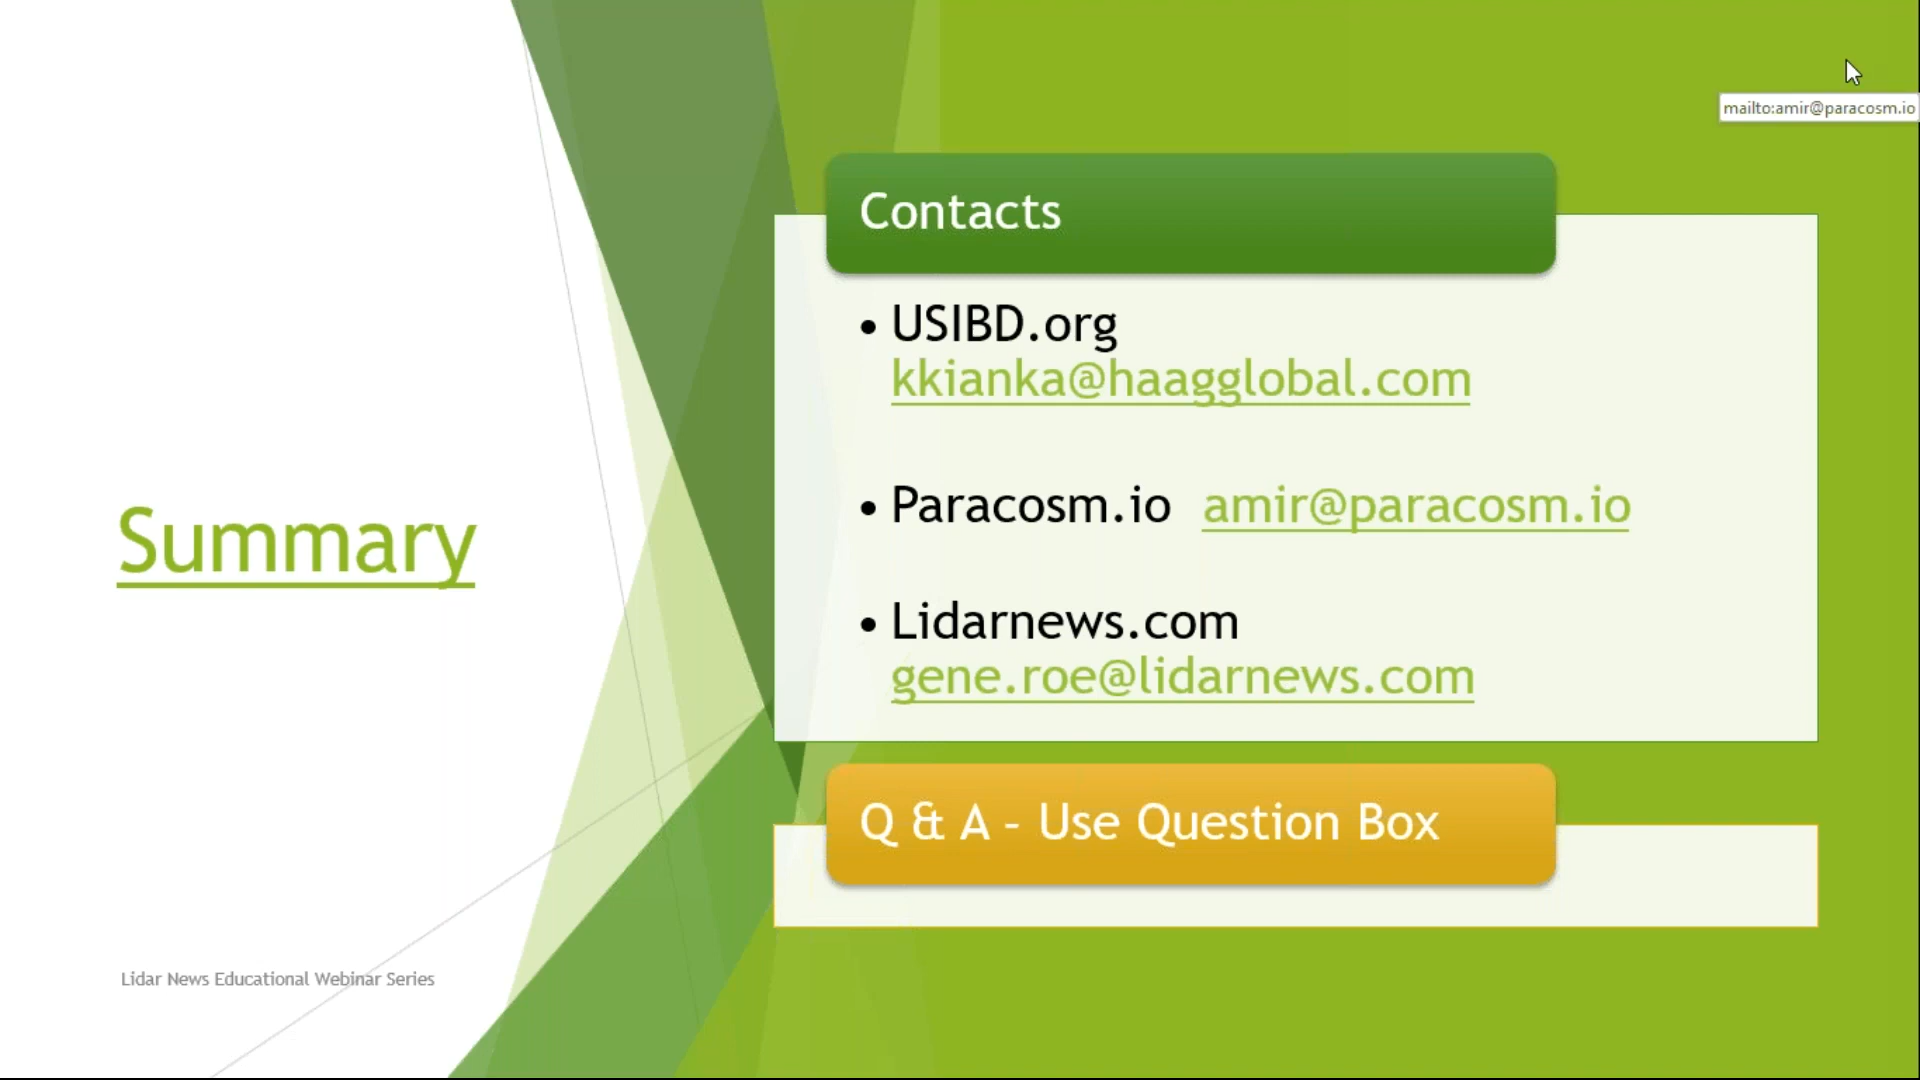 Summary
Lidar News Educational Webinar Series
mailto:amir@paracosm.io
Contacts
• USIBD.org
kkianka@haagglobal.com
• Paracosm.io amir@paracosm.io
• Lidarnews.com
gene.roe@lidarnews.com
Q & A – Use Question Box